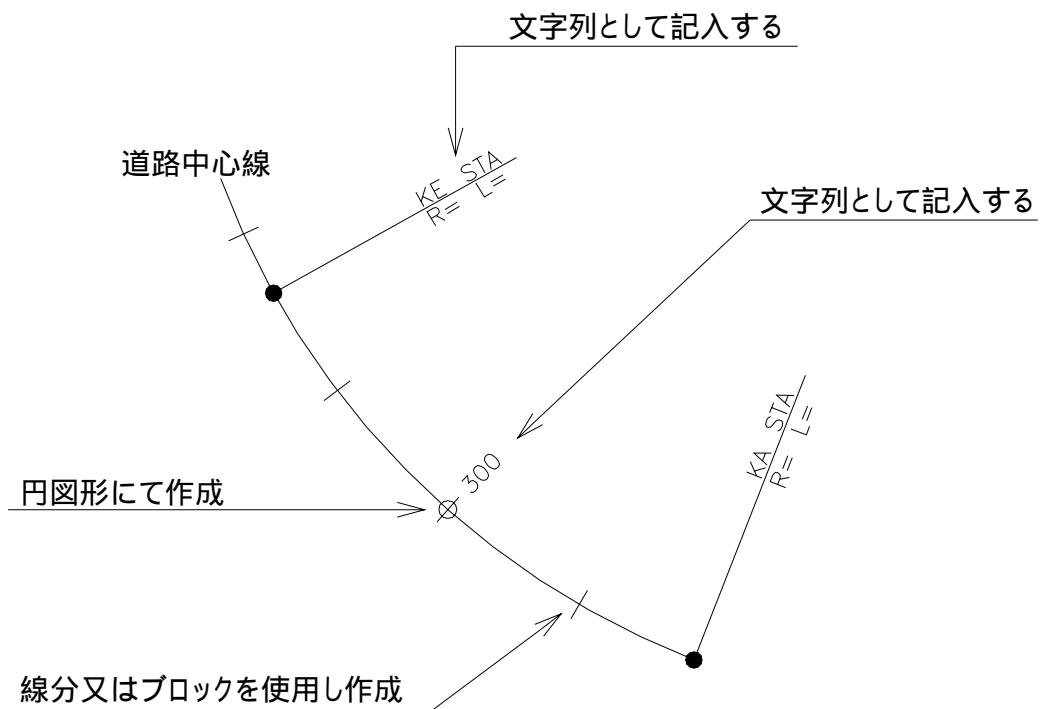 文字列として記入する
道路中心線
KE STA
R= L=
文字列として記入する
KA STA
R= L=
300
円図形にて作成
線分又はブロックを使用し作成